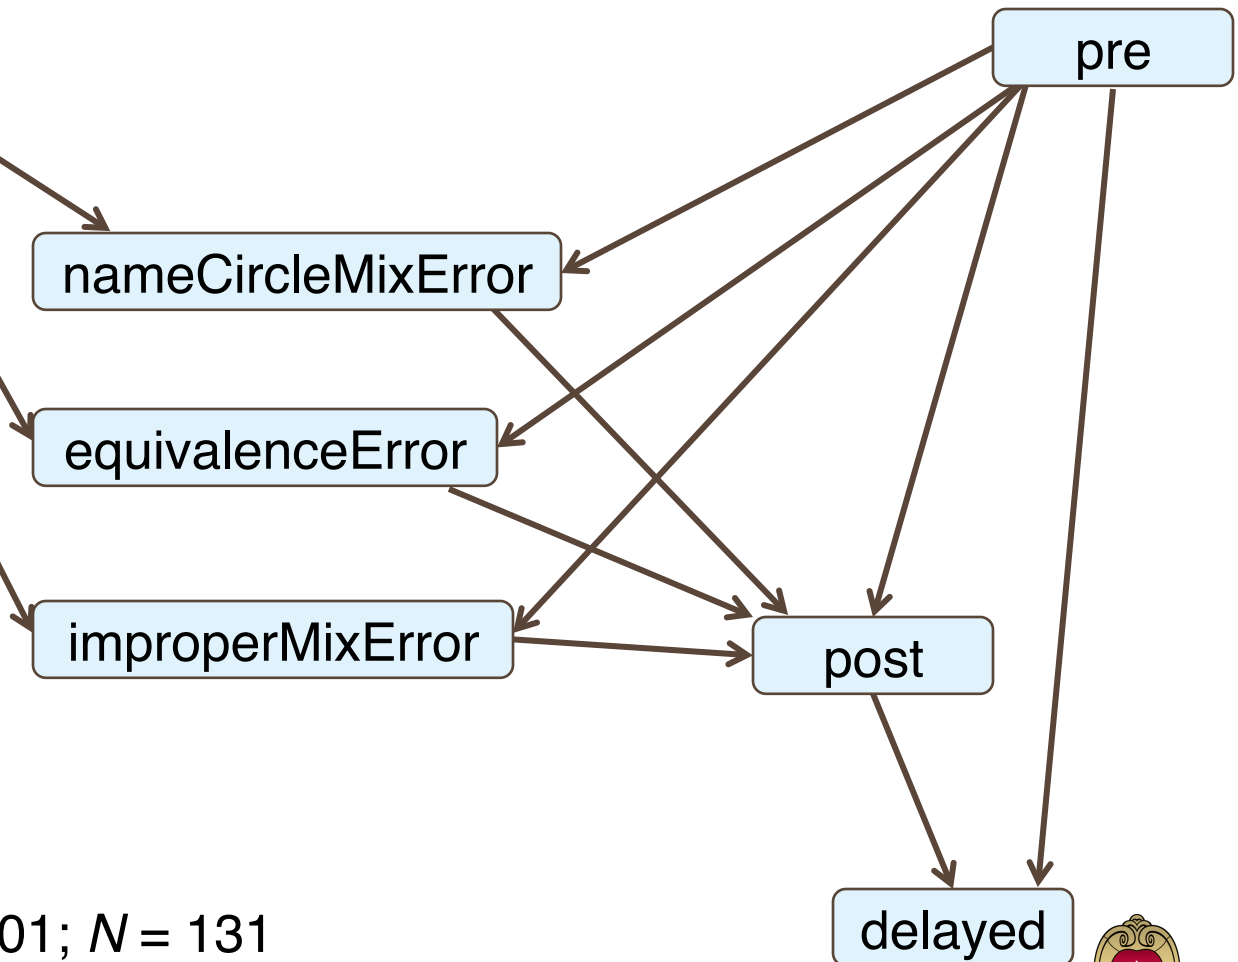 pre
nameCircleMixError
equivalenceError
improperMixError
post
delayed
01; N = 131